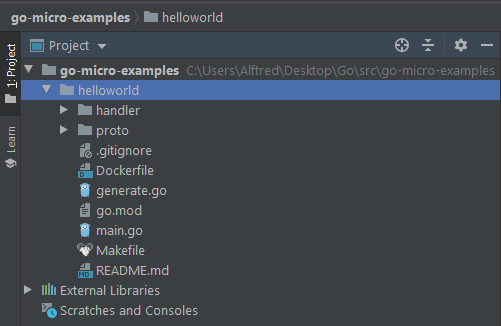 go-micro-examples helloworld
Project
go-micro-examples C:\Users\Alftred\Desktop\Go\src\go-micro-examples
helloworld
handler
proto
.gitignore
Dockerfile
generate.go
go.mod
main.go
Makefile
README.md
External Libraries
Scratches and Consoles
1: Project
Learn